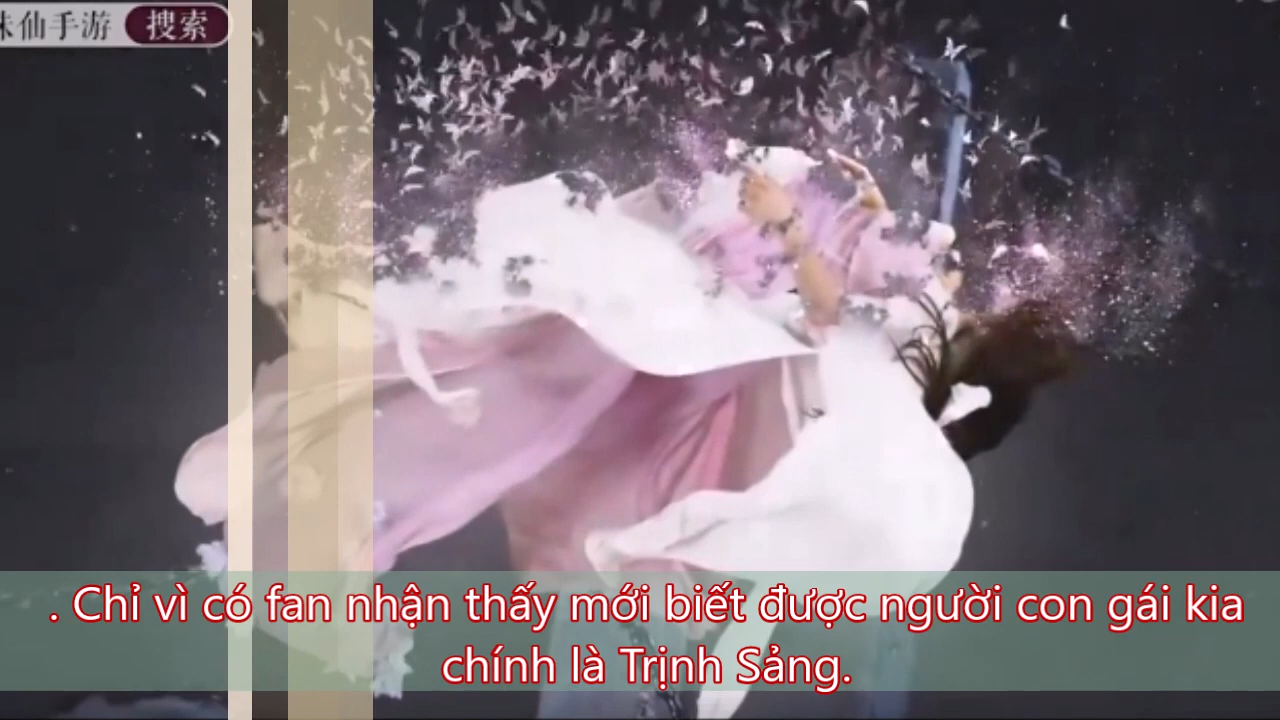 诛仙手游 搜索
. Chỉ vì có fan nhận thấy mới biết được người con gái kia
chính là Trịnh Sảng.